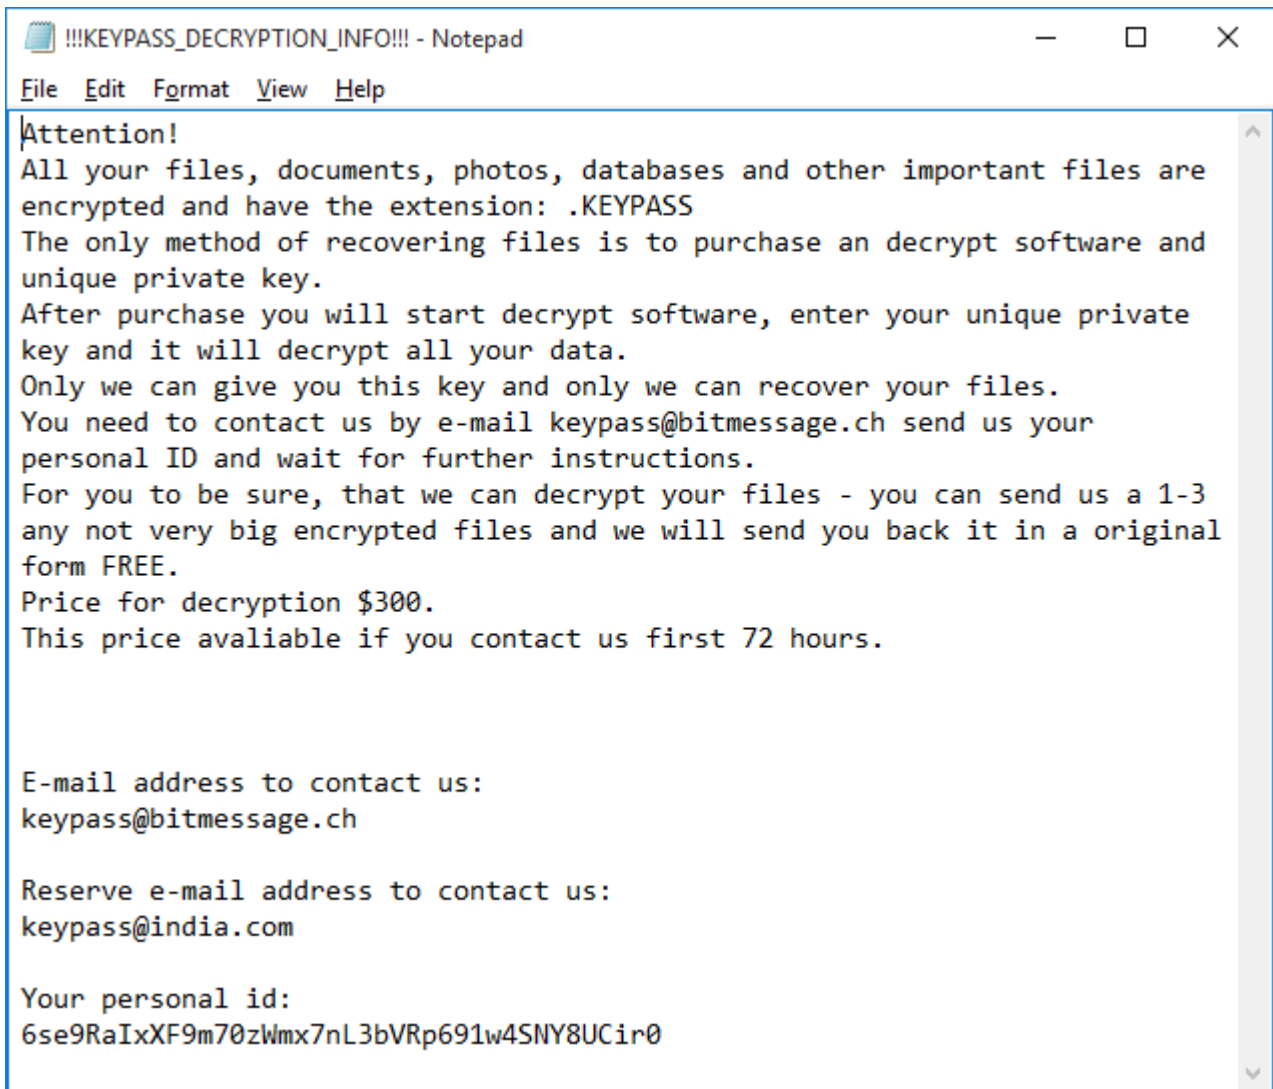 !!!KEYPASS_DECRYPTION_INFO!!! - Notepad
File Edit Format View Help
Attention!
All your files, documents, photos, databases and other important files are
encrypted and have the extension: .KEYPASS
The only method of recovering files is to purchase an decrypt software and
unique private key.
After purchase you will start decrypt software, enter your unique private
key and it will decrypt all your data.
Only we can give you this key and only we can recover your files.
You need to contact us by e-mail keypass@bitmessage.ch send us your
personal ID and wait for further instructions.
For you to be sure, that we can decrypt your files - you can send us a 1-3
any not very big encrypted files and we will send you back it in a original
form FREE.
Price for decryption $300.
This price avaliable if you contact us first 72 hours.
E-mail address to contact us:
keypass@bitmessage.ch
Reserve e-mail address to contact us:
keypass@india.com
Your personal id:
6se9RaIxXF9m70zWmx7nL3bVRp691w4SNY8UCir0